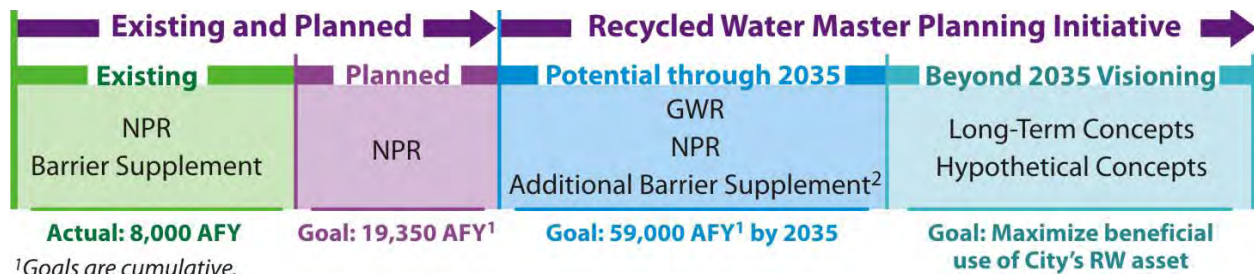 Existing and Planned
Recycled Water Master Planning Initiative
Existing
Planned
Potential through 2035
Beyond 2035 Visioning
NPR
Barrier Supplement
NPR
GWR
NPR
Additional Barrier Supplement²
Long-Term Concepts
Hypothetical Concepts
Actual: 8,000 AFY
Goal: 19,350 AFY¹
Goal: 59,000 AFY¹ by 2035
Goal: Maximize beneficial
use of City's RW asset
¹Goals are cumulative.